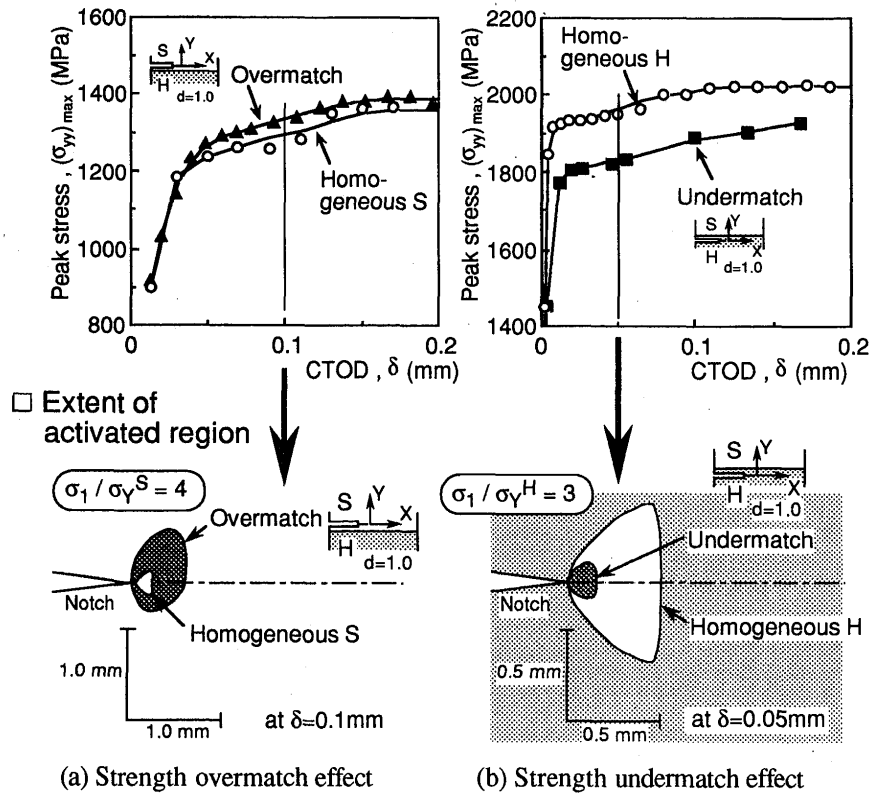 Peak stress , (σyy) max (MPa)
1600
1400
1200
1000
800
0
0.1
0.2
CTOD , δ (mm)
S
Y
X
H
d=1.0
Overmatch
Homo-
geneous S
Peak stress , (σyy) max (MPa)
2200
2000
1800
1600
1400
0
0.1
0.2
CTOD , δ (mm)
Homo-
geneous H
Undermatch
S
Y
H
X
d=1.0
□ Extent of
activated region
σ1 / σY^S = 4
Overmatch
S
Y
X
H
d=1.0
Notch
Homogeneous S
1.0 mm
1.0 mm
at δ=0.1mm
σ1 / σY^H = 3
S
Y
H
X
d=1.0
Undermatch
Notch
Homogeneous H
0.5 mm
0.5 mm
at δ=0.05mm
(a) Strength overmatch effect
(b) Strength undermatch effect